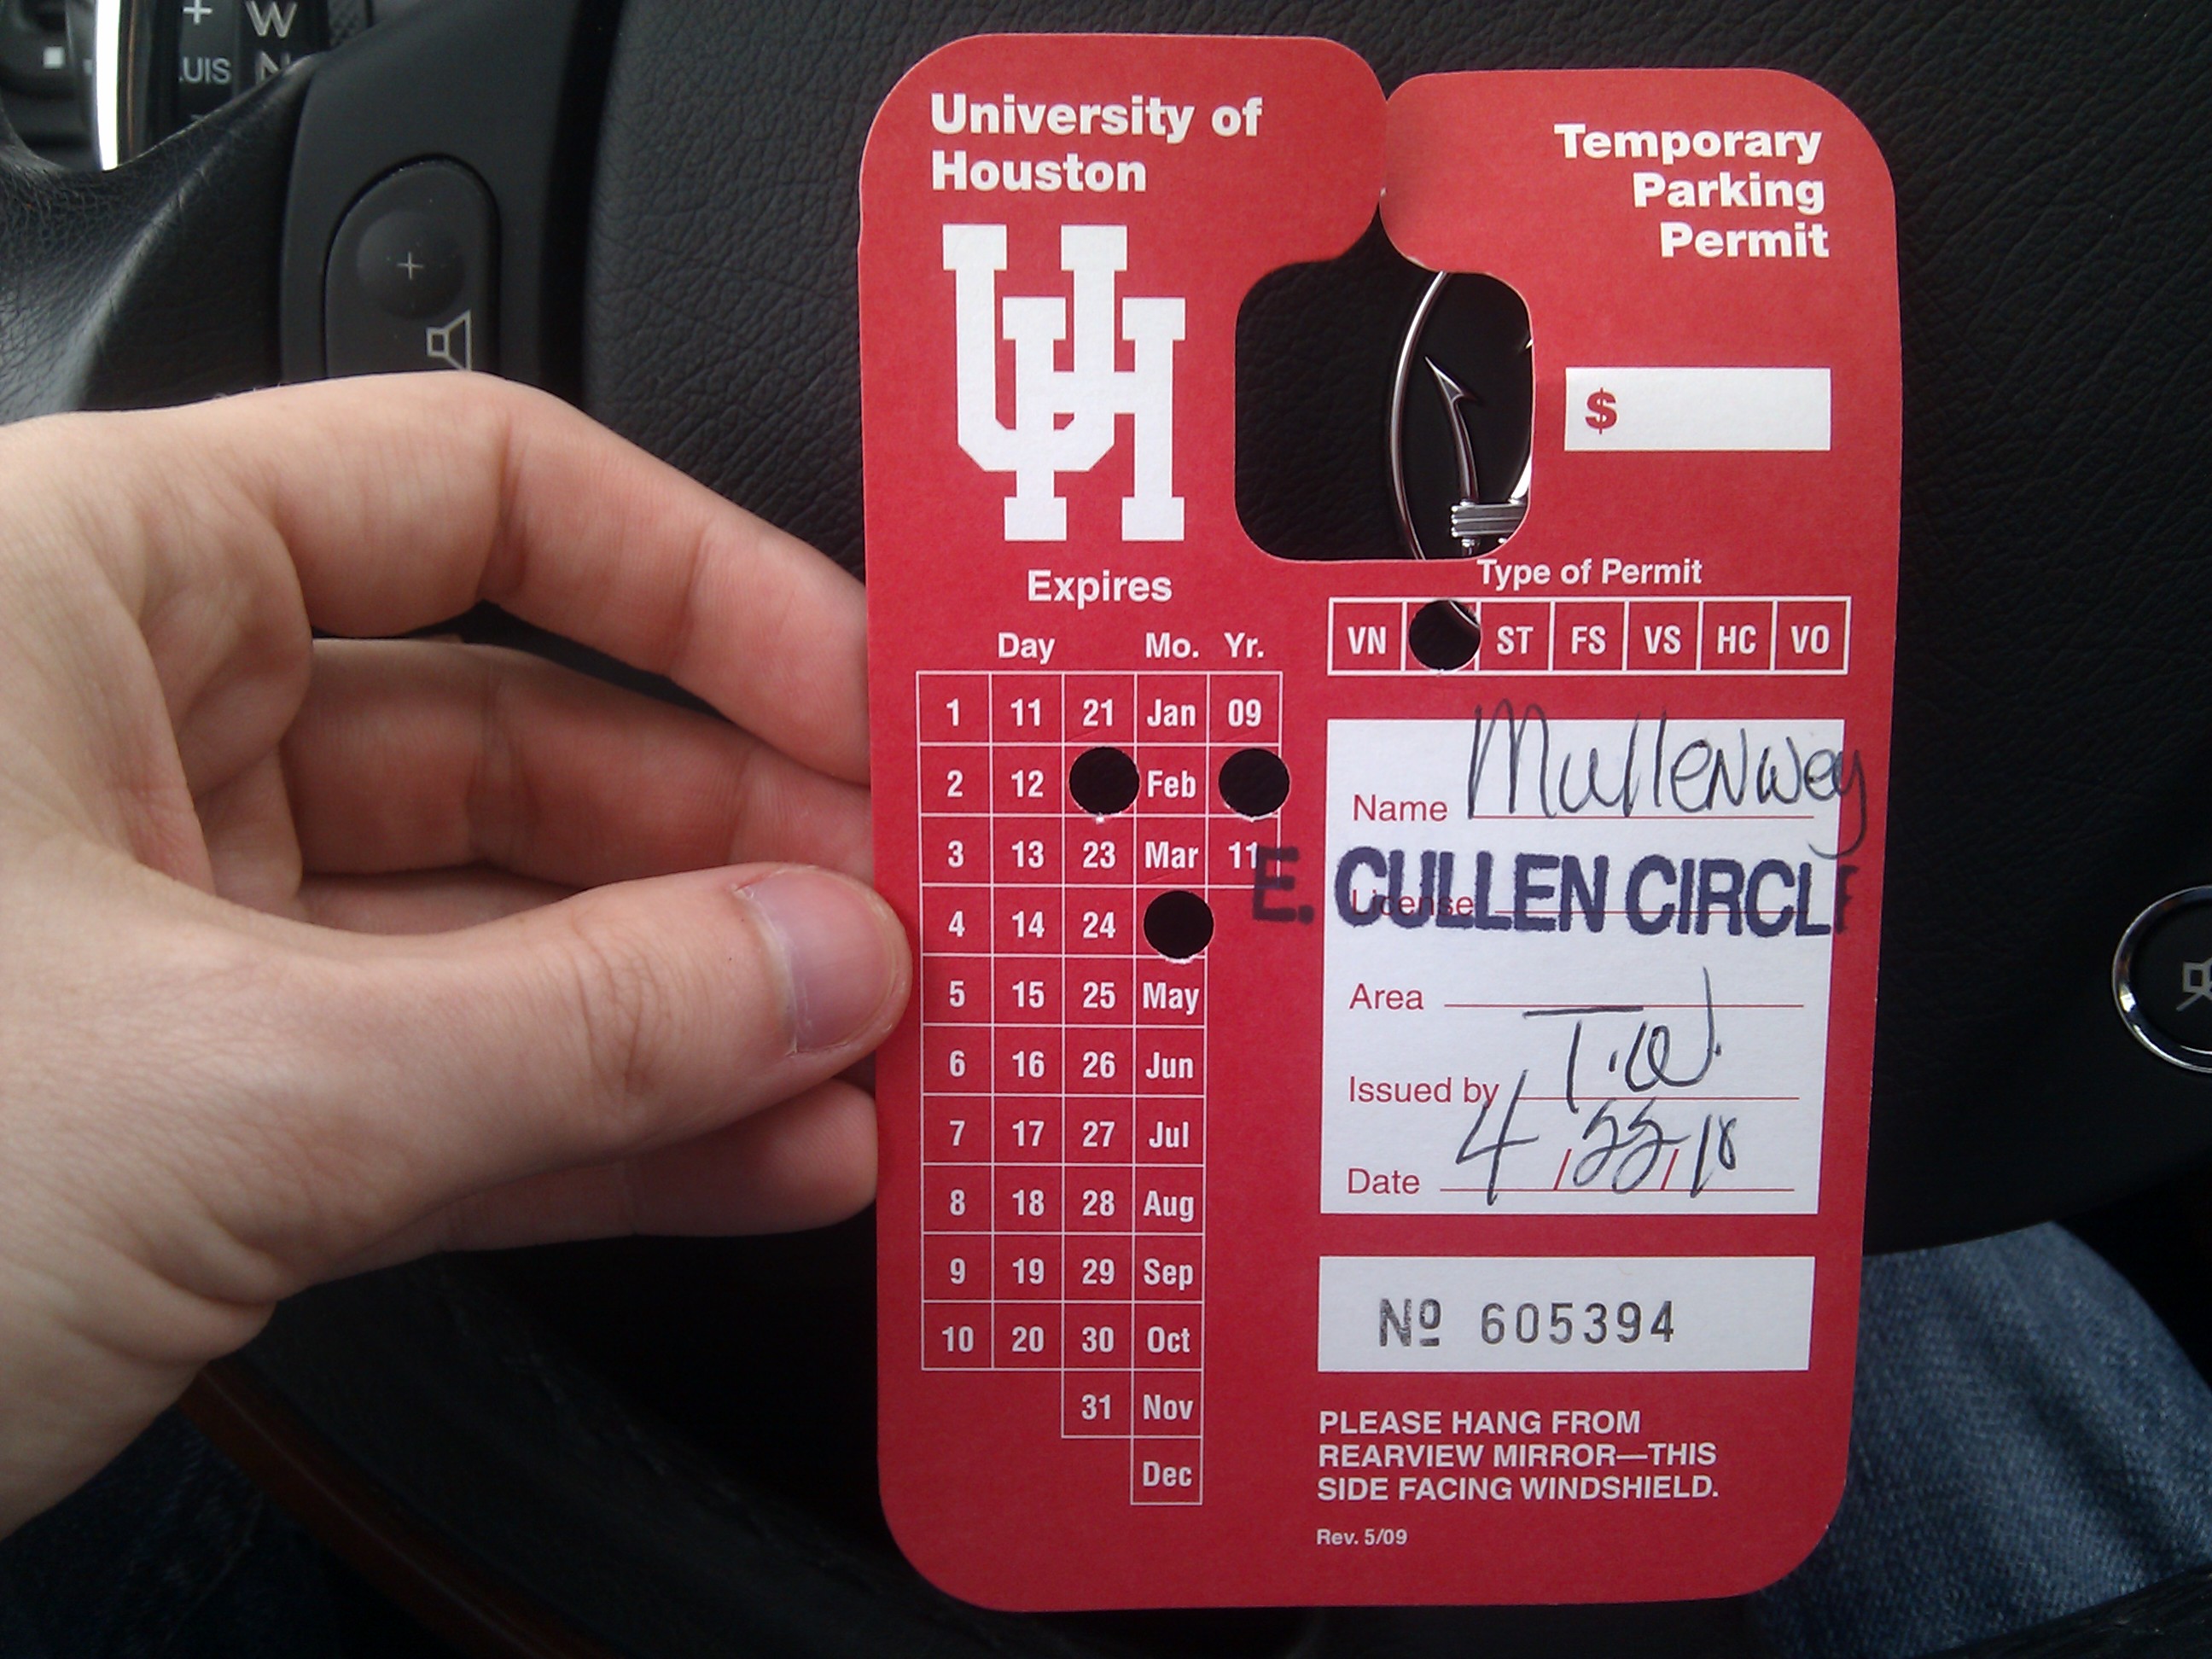 + W
UIS N
+
University of
Houston
UH
Temporary
Parking
Permit
$
Expires
Day Mo. Yr.
1 11 21 Jan 09
2 12 Feb
3 13 23 Mar 11
4 14 24
5 15 25 May
6 16 26 Jun
7 17 27 Jul
8 18 28 Aug
9 19 29 Sep
10 20 30 Oct
31 Nov
Dec
Type of Permit
VN ST FS VS HC VO
Name Mullenweg
E. CULLEN CIRCLE
License
Area
Issued by T.W.
Date 4/22/10
Nº 605394
PLEASE HANG FROM
REARVIEW MIRROR—THIS
SIDE FACING WINDSHIELD.
Rev. 5/09